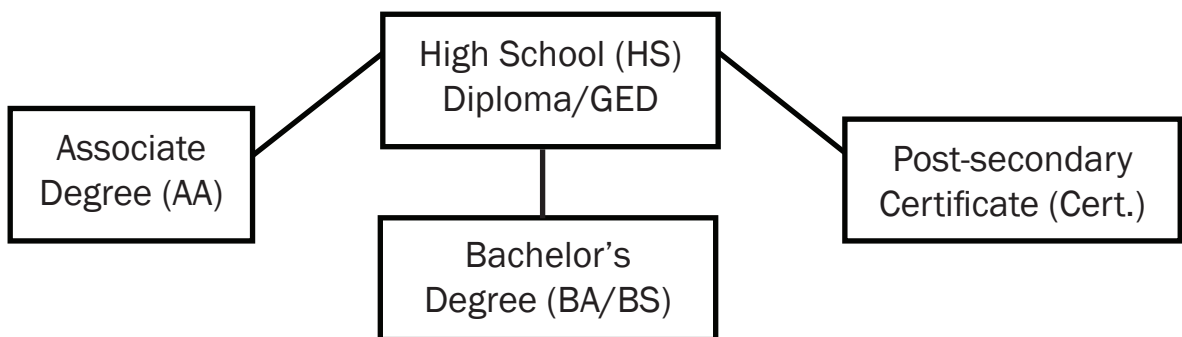 High School (HS)
Diploma/GED
Associate
Degree (AA)
Post-secondary
Certificate (Cert.)
Bachelor’s
Degree (BA/BS)